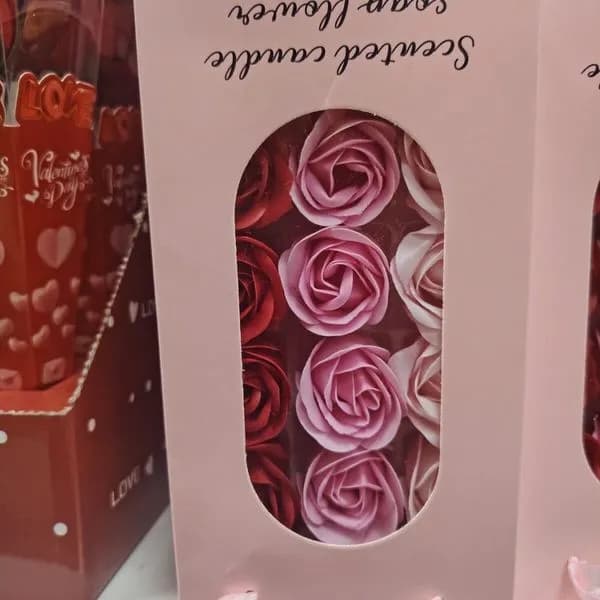 Scented candle
soap flower
LOVE
Valentine's
Day
LOVE